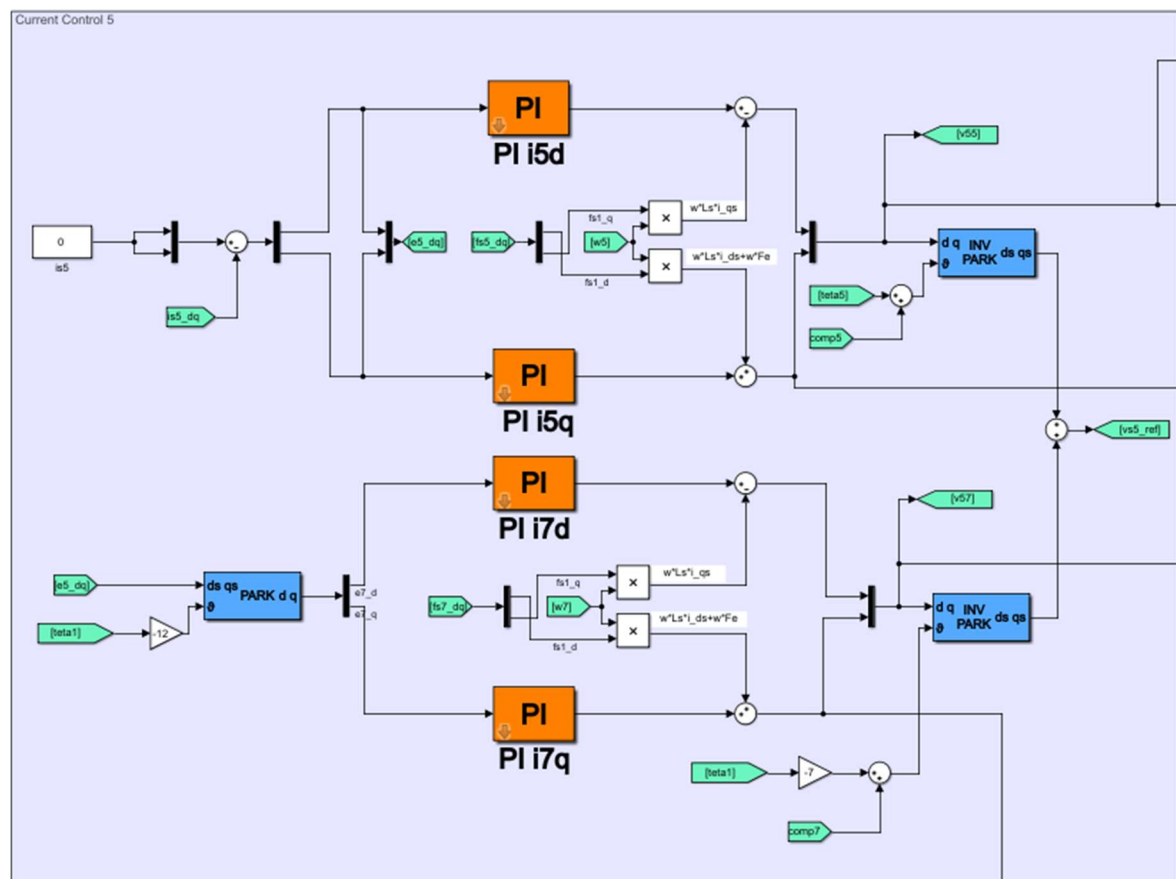 Current Control 5
PI
PI i5d
[v55]
fs1_q
w*Ls*i_qs
0
is5
[e5_dq]
[fs5_dq]
[w5]
w*Ls*i_ds+w*Fe
fs1_d
d q
INV
PARK
ds qs
ϑ
[teta5]
is5_dq]
comp5
PI
PI i5q
[vs5_ref]
PI
PI i7d
[v57]
[e5_dq]
ds qs
PARK d q
ϑ
e7_d
e7_q
[fs7_dq]
fs1_q
[w7]
w*Ls*i_qs
w*Ls*i_ds+w*Fe
fs1_d
d q
INV
PARK
ds qs
ϑ
[teta1]
-12
PI
PI i7q
[teta1]
-7
comp7